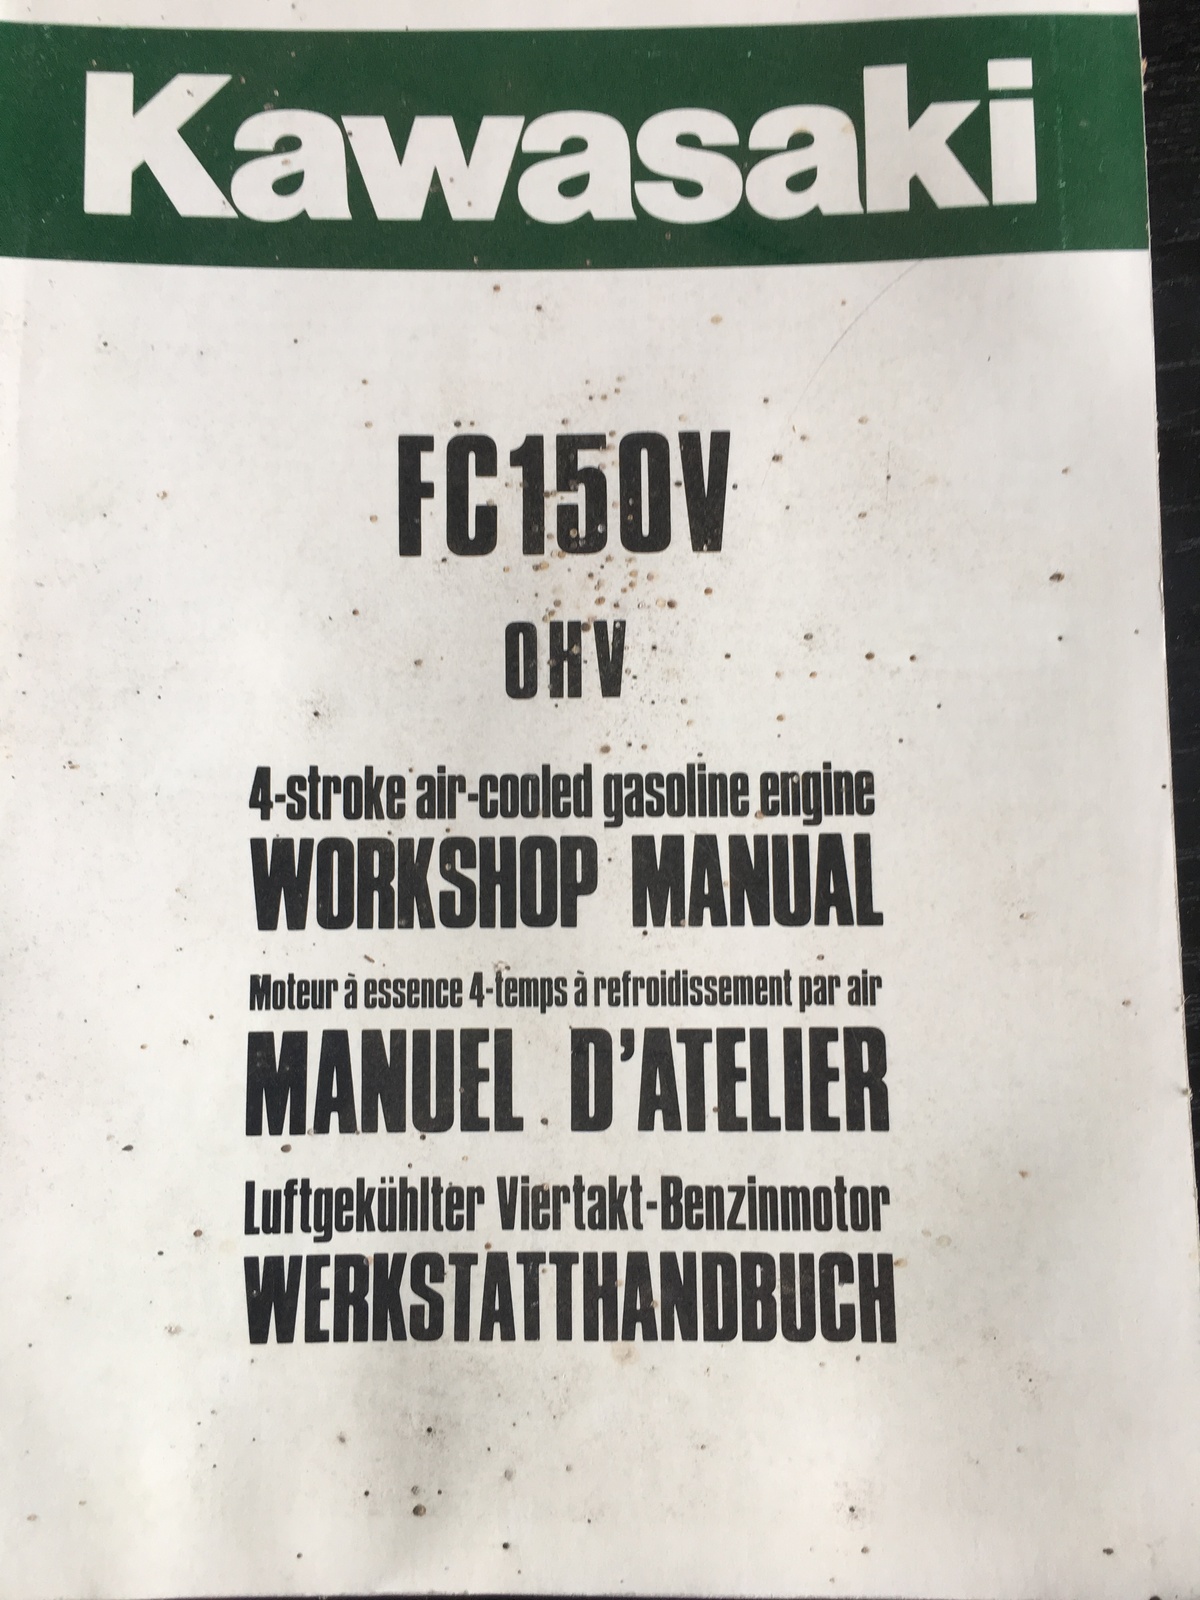 Kawasaki
FC150V
OHV
4-stroke air-cooled gasoline engine
WORKSHOP MANUAL
Moteur à essence 4-temps à refroidissement par air
MANUEL D'ATELIER
Luftgekühlter Viertakt-Benzinmotor
WERKSTATTHANDBUCH